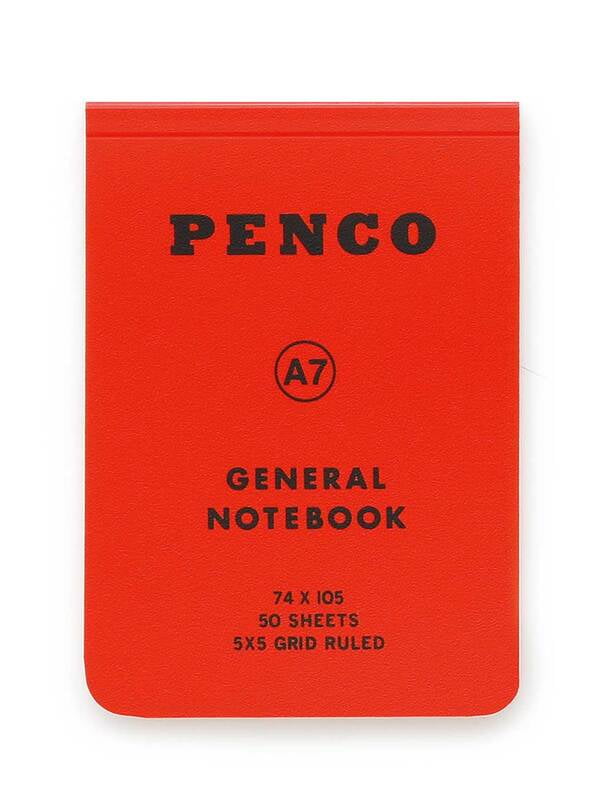 PENCO
A7
GENERAL
NOTEBOOK
74 X 105
50 SHEETS
5X5 GRID RULED